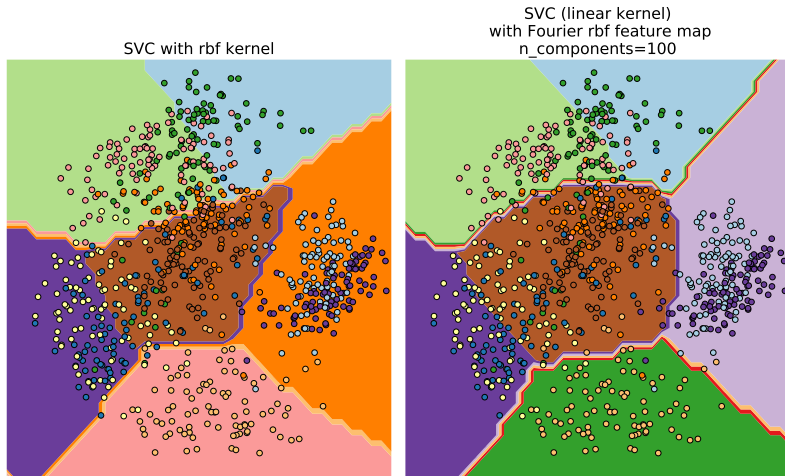 SVC with rbf kernel
SVC (linear kernel)
with Fourier rbf feature map
n_components=100